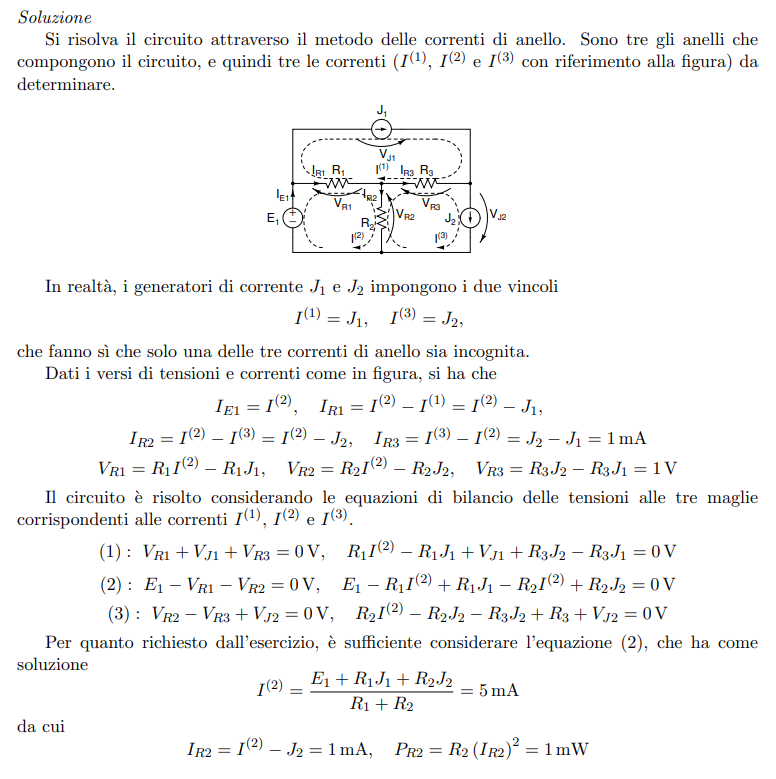 Soluzione
Si risolva il circuito attraverso il metodo delle correnti di anello. Sono tre gli anelli che
compongono il circuito, e quindi tre le correnti (I^(1), I^(2) e I^(3) con riferimento alla figura) da
determinare.
J1
VJ1
IR1 R1 I(1) IR3 R3
IE1 VR1 IR2 VR3
E1 R2 VR2 J2 VJ2
I(2) I(3)
In realtà, i generatori di corrente J1 e J2 impongono i due vincoli
I^(1) = J1, I^(3) = J2,
che fanno sì che solo una delle tre correnti di anello sia incognita.
Dati i versi di tensioni e correnti come in figura, si ha che
I_E1 = I^(2), I_R1 = I^(2) − I^(1) = I^(2) − J1,
I_R2 = I^(2) − I^(3) = I^(2) − J2, I_R3 = I^(3) − I^(2) = J2 − J1 = 1 mA
V_R1 = R1I^(2) − R1J1, V_R2 = R2I^(2) − R2J2, V_R3 = R3J2 − R3J1 = 1 V
Il circuito è risolto considerando le equazioni di bilancio delle tensioni alle tre maglie
corrispondenti alle correnti I^(1), I^(2) e I^(3).
(1) : V_R1 + V_J1 + V_R3 = 0 V, R1I^(2) − R1J1 + V_J1 + R3J2 − R3J1 = 0 V
(2) : E1 − V_R1 − V_R2 = 0 V, E1 − R1I^(2) + R1J1 − R2I^(2) + R2J2 = 0 V
(3) : V_R2 − V_R3 + V_J2 = 0 V, R2I^(2) − R2J2 − R3J2 + R3 + V_J2 = 0 V
Per quanto richiesto dall'esercizio, è sufficiente considerare l'equazione (2), che ha come
soluzione
I^(2) = (E1 + R1J1 + R2J2) / (R1 + R2) = 5 mA
da cui
I_R2 = I^(2) − J2 = 1 mA, P_R2 = R2 (I_R2)^2 = 1 mW